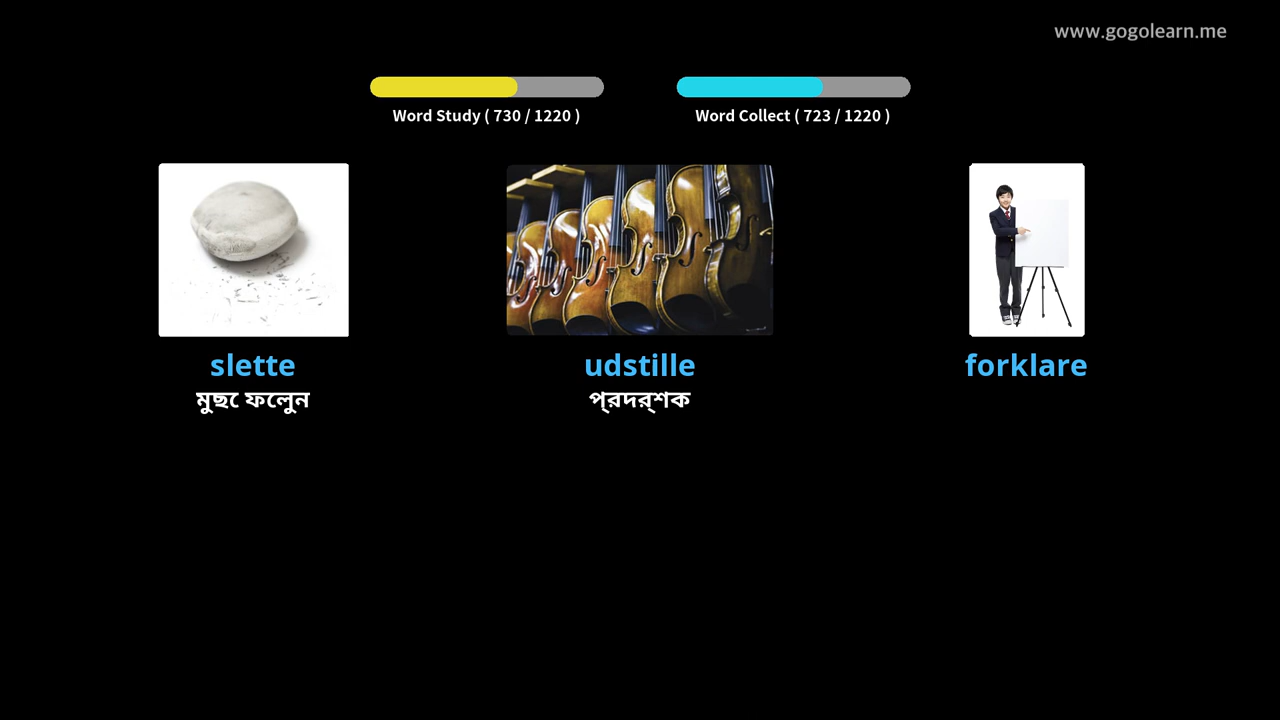 www.gogolearn.me
Word Study ( 730 / 1220 )
Word Collect ( 723 / 1220 )
slette
udstille
forklare
মুছে ফেলুন
প্রদর্শক